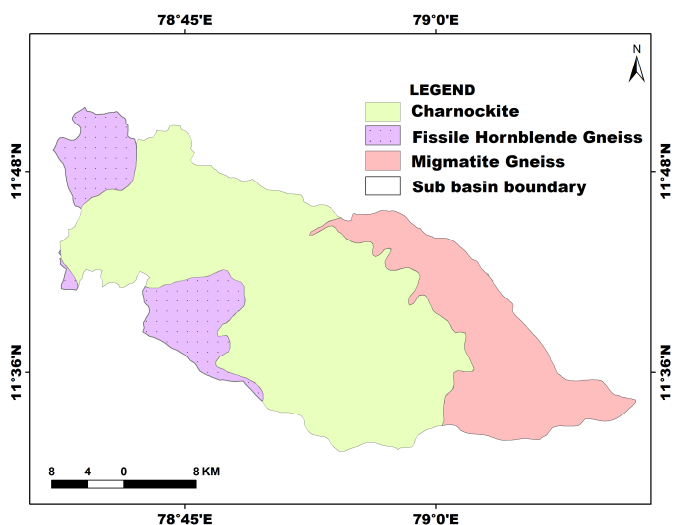 78°45'E 79°0'E
N
LEGEND
Charnockite
Fissile Hornblende Gneiss
Migmatite Gneiss
Sub basin boundary
11°48'N 11°48'N
11°36'N 11°36'N
8 4 0 8 KM
78°45'E 79°0'E